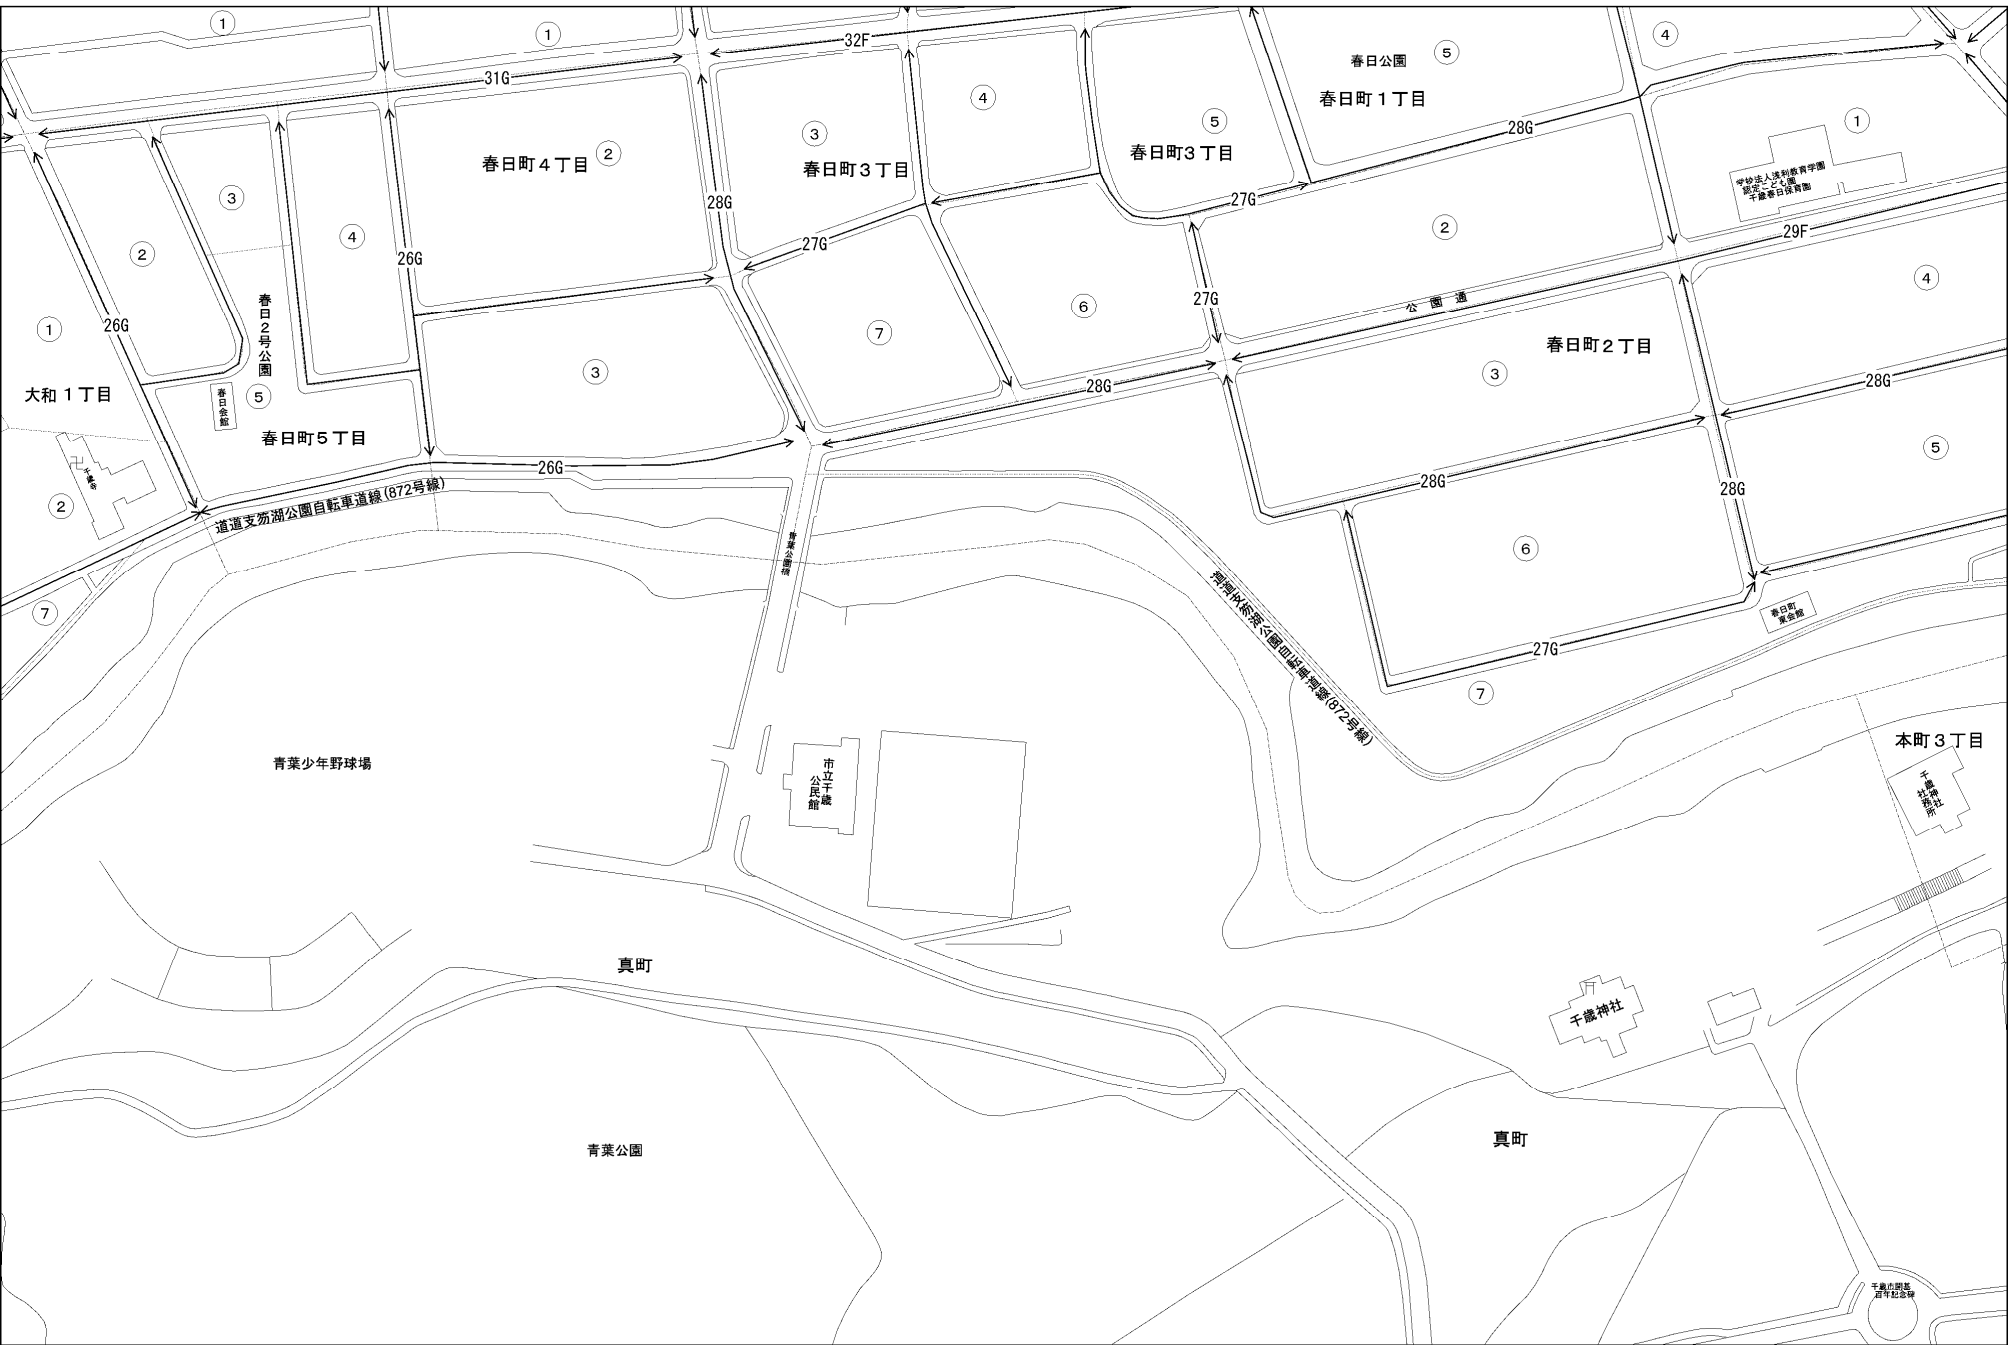 ①
①
32F
春日公園
⑤
④
31G
④
春日町１丁目
②
③
⑤
28G
①
春日町４丁目
春日町３丁目
春日町３丁目
学校法人浅利教育学園
認定こども園
千歳春日保育園
③
28G
27G
④
②
26G
27G
②
29F
①
26G
春日２号公園
⑥
27G
公園通
④
⑦
春日町２丁目
大和１丁目
春日会館
⑤
③
28G
③
28G
春日町５丁目
千歳寺
26G
28G
28G
⑤
②
道道支笏湖公園自転車道線(872号線)
青葉公園橋
⑥
⑦
道道支笏湖公園自転車道線(872号線)
春日町
東会館
27G
⑦
青葉少年野球場
市立千歳
公民館
本町３丁目
千歳神社
社務所
真町
千歳神社
青葉公園
真町
千歳市開基
百年記念碑